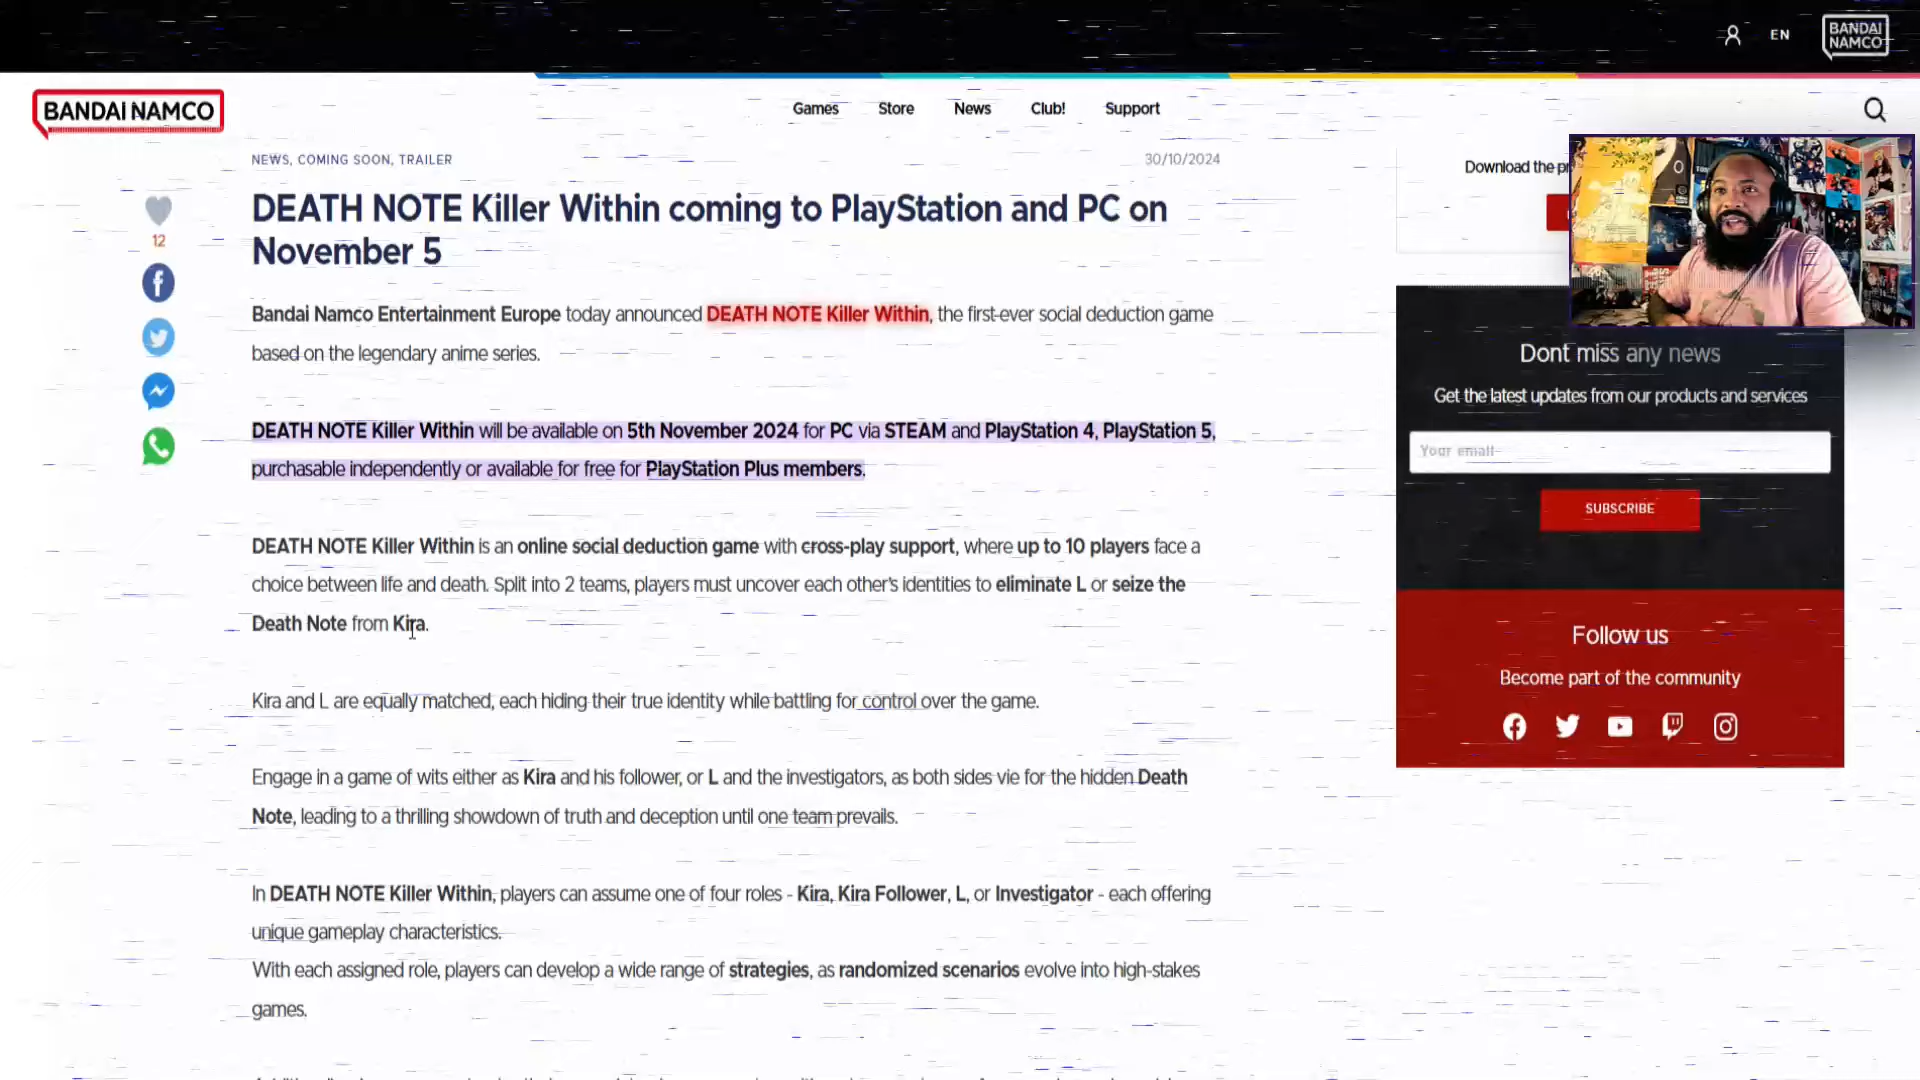 EN
BANDAI
NAMCO
BANDAI NAMCO
Games
Store
News
Club!
Support
NEWS, COMING SOON, TRAILER
30/10/2024
DEATH NOTE Killer Within coming to PlayStation and PC on
November 5
12
Bandai Namco Entertainment Europe today announced DEATH NOTE Killer Within, the first-ever social deduction game
based on the legendary anime series.
DEATH NOTE Killer Within will be available on 5th November 2024 for PC via STEAM and PlayStation 4, PlayStation 5,
purchasable independently or available for free for PlayStation Plus members.
DEATH NOTE Killer Within is an online social deduction game with cross-play support, where up to 10 players face a
choice between life and death. Split into 2 teams, players must uncover each other's identities to eliminate L or seize the
Death Note from Kira.
Kira and L are equally matched, each hiding their true identity while battling for control over the game.
Engage in a game of wits either as Kira and his follower, or L and the investigators, as both sides vie for the hidden Death
Note, leading to a thrilling showdown of truth and deception until one team prevails.
In DEATH NOTE Killer Within, players can assume one of four roles - Kira, Kira Follower, L, or Investigator - each offering
unique gameplay characteristics.
With each assigned role, players can develop a wide range of strategies, as randomized scenarios evolve into high-stakes
games.
Download the
Dont miss any news
Get the latest updates from our products and services
Your email
SUBSCRIBE
Follow us
Become part of the community